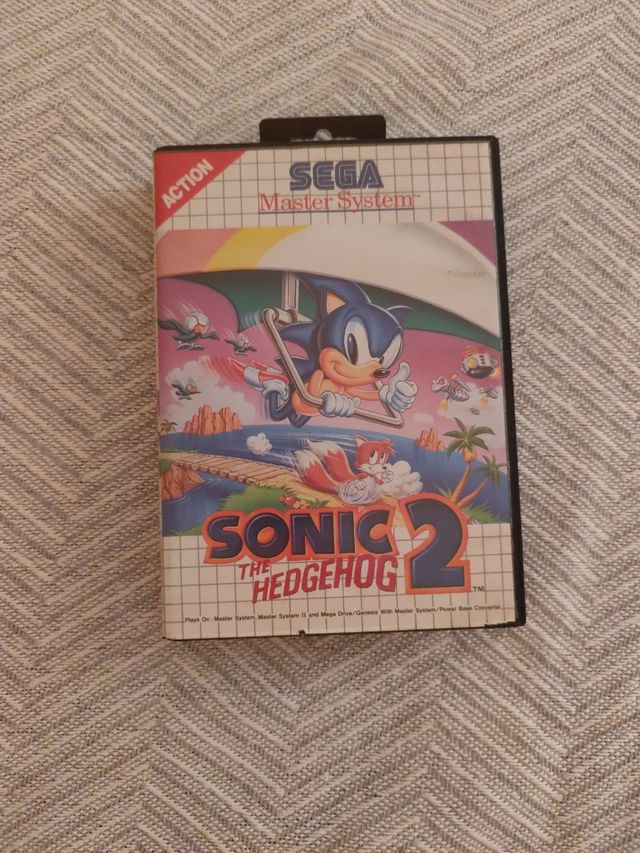 ACTION
SEGA
Master System™
SONIC 2
THE
HEDGEHOG
TM
Plays On: Master System, Master System II and Mega Drive/Genesis With Master System/Power Base Converter.